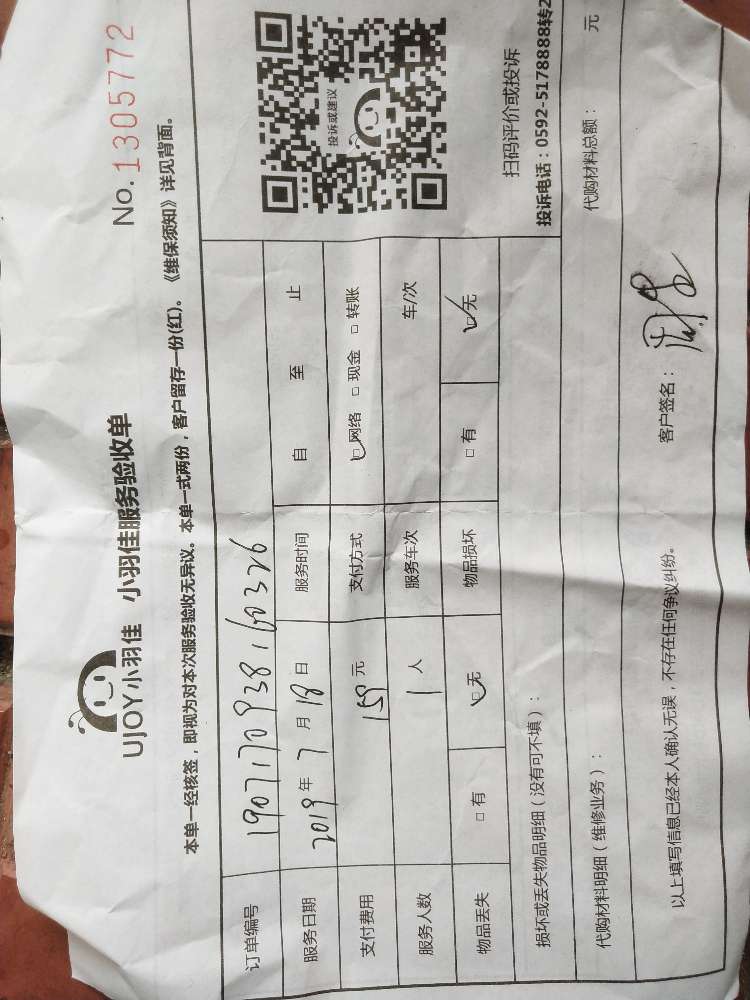 UJOY小羽佳 小羽佳服务验收单
No. 1305772
本单一经核签，即视为对本次服务验收无异议。本单一式两份，客户留存一份(红)。《维保须知》详见背面。
订单编号 190717093816 0326
服务日期 2019年 7 月 18 日 服务时间 自 至 止
支付费用 159 元 支付方式 □网络 □现金 □转账
服务人数 1 人 服务车次 车/次
物品丢失 □有 □无 物品损坏 □有 □无
投诉或建议
扫码评价或投诉
投诉电话：0592-5178888转2
损坏或丢失物品明细（没有可不填）：
代购材料明细（维修业务）： 代购材料总额： 元
以上填写信息已经本人确认无误，不存在任何争议纠纷。 客户签名：